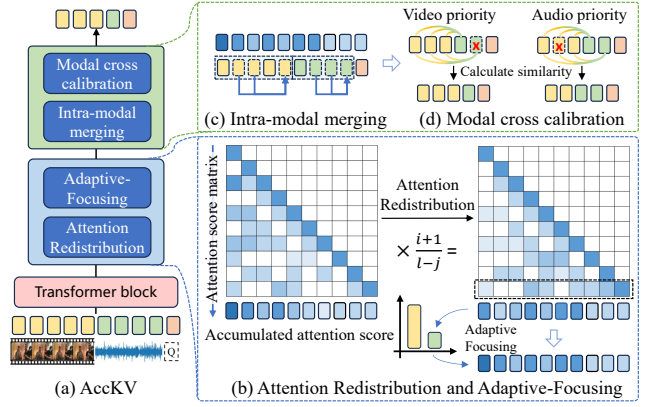 Modal cross
calibration
Intra-modal
merging
Adaptive-
Focusing
Attention
Redistribution
Transformer block
Q
(a) AccKV
(c) Intra-modal merging
Video priority
Audio priority
X
X
Calculate similarity
(d) Modal cross calibration
Attention score matrix
Attention
Redistribution
× i+1 / l−j =
Accumulated attention score
Adaptive
Focusing
(b) Attention Redistribution and Adaptive-Focusing